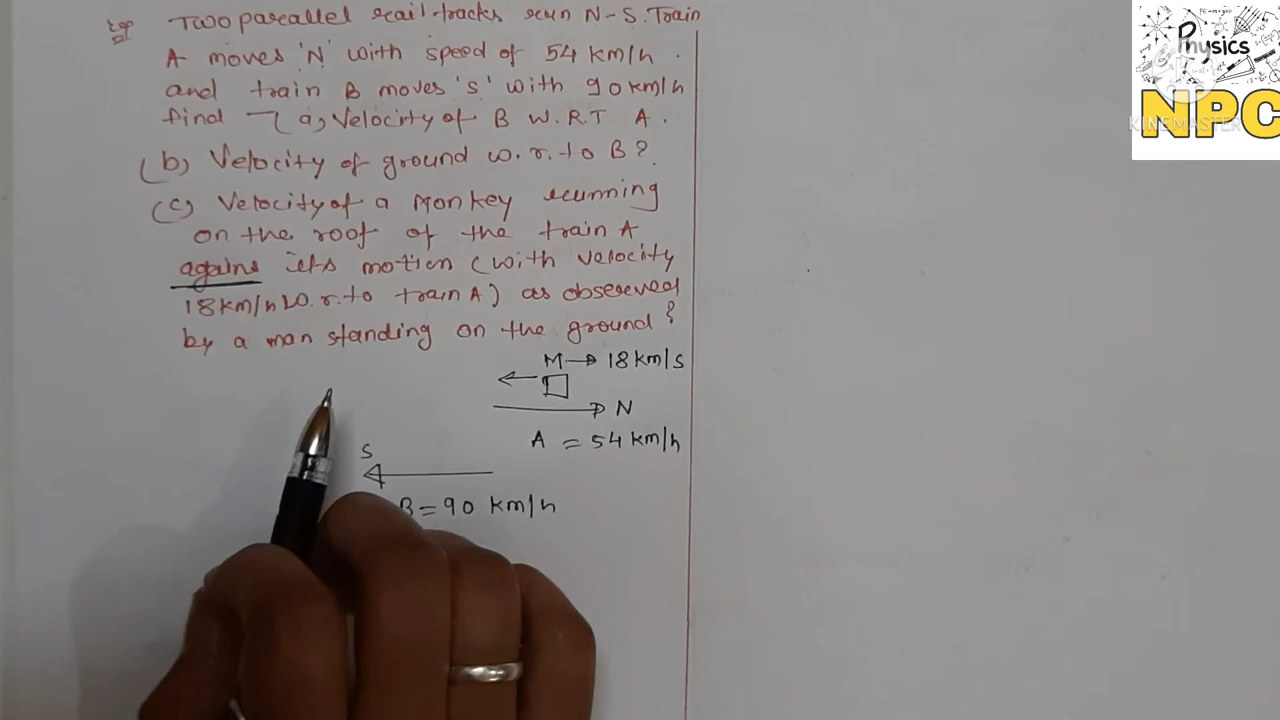 Exp Two parallel rail tracks run N-S. Train
A moves 'N' with speed of 54 km/h.
and train B moves 's' with 90 km/h
find (a) Velocity of B W.R.T A.
(b) Velocity of ground w.r.to B?
(c) Velocity of a Monkey running
on the roof of the train A
agains its motion (with velocity
18 km/h w.r.to train A) as observed
by a man standing on the ground?
M → 18 km/s
N
A = 54 km/h
S
B = 90 km/h
Physics
NPC
KINEMASTER